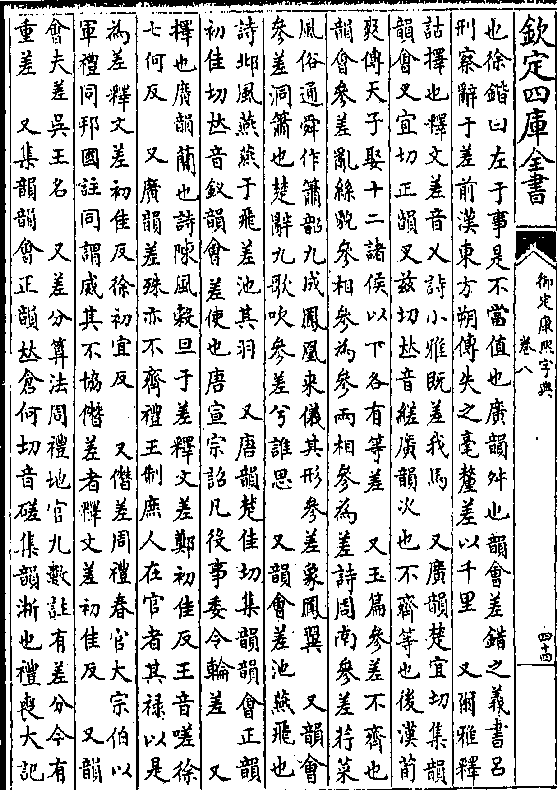 欽定四庫全書
御定康熙字典
卷八
四十四
也徐鍇曰左于事是不當值也廣韻舛也韻會差錯之義書吕
刑察辭于差前漢東方朔傳失之毫釐差以千里 又爾雅釋
詁擇也釋文差音乂詩小雅既差我馬 又廣韻楚宜切集韻
韻會叉宜切正韻叉兹切𠀤音縒廣韻次也不齊等也後漢荀
爽傳天子娶十二諸侯以下各有等差 又玉篇參差不齊也
韻會參差亂絲貌參相參為參兩相參為差詩周南參差荇菜
風俗通舜作簫韶九成鳳凰來儀其形參差象鳳翼 又韻會
參差洞簫也楚辭九歌吹參差兮誰思 又韻會差池燕飛也
詩邶風燕燕于飛差池其羽 又唐韻楚佳切集韻韻會正韻
初佳切𠀤音釵韻會差使也唐宣宗詔凡役事委令輪差 又
擇也廣韻簡也詩陳風榖旦于差釋文差鄭初佳反王音嗟徐
七何反 又廣韻差殊亦不齊禮王制庶人在官者其禄以是
為差釋文差初佳反徐初宜反 又僭差周禮春官大宗伯以
軍禮同邦國註同謂威其不協僭差者釋文差初佳反 又韻
會夫差吳王名 又差分算法周禮地官九數註有差分今有
重差 又集韻韻會正韻𠀤倉何切音磋集韻淅也禮喪大記